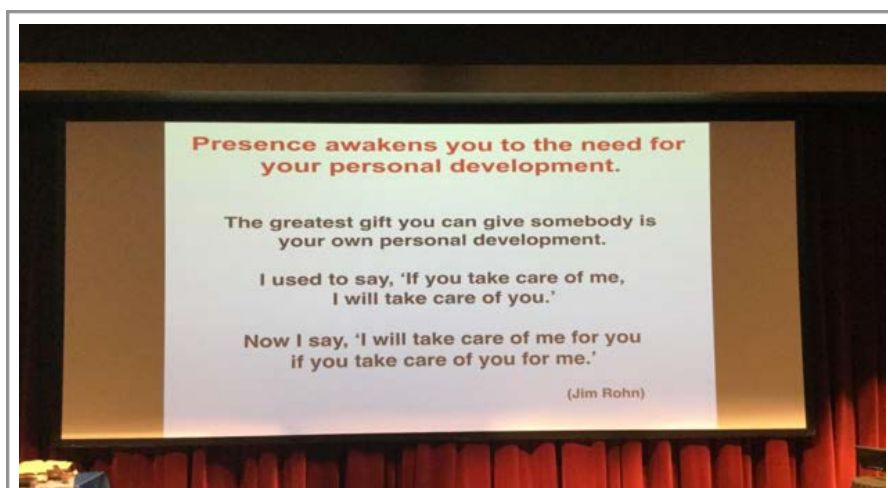 Presence awakens you to the need for
your personal development.
The greatest gift you can give somebody is
your own personal development.
I used to say, ‘If you take care of me,
I will take care of you.’
Now I say, ‘I will take care of me for you
if you take care of you for me.’
(Jim Rohn)